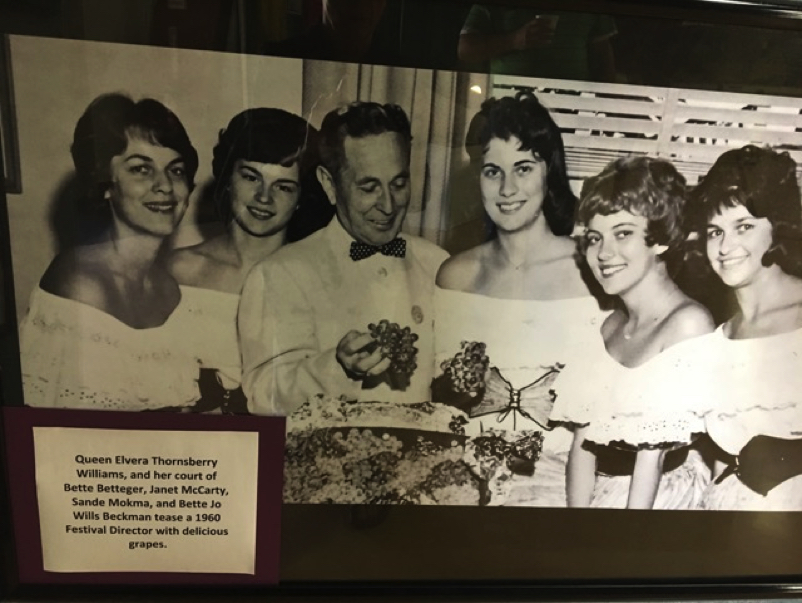 Queen Elvera Thornsberry
Williams, and her court of
Bette Betteger, Janet McCarty,
Sande Mokma, and Bette Jo
Wills Beckman tease a 1960
Festival Director with delicious
grapes.